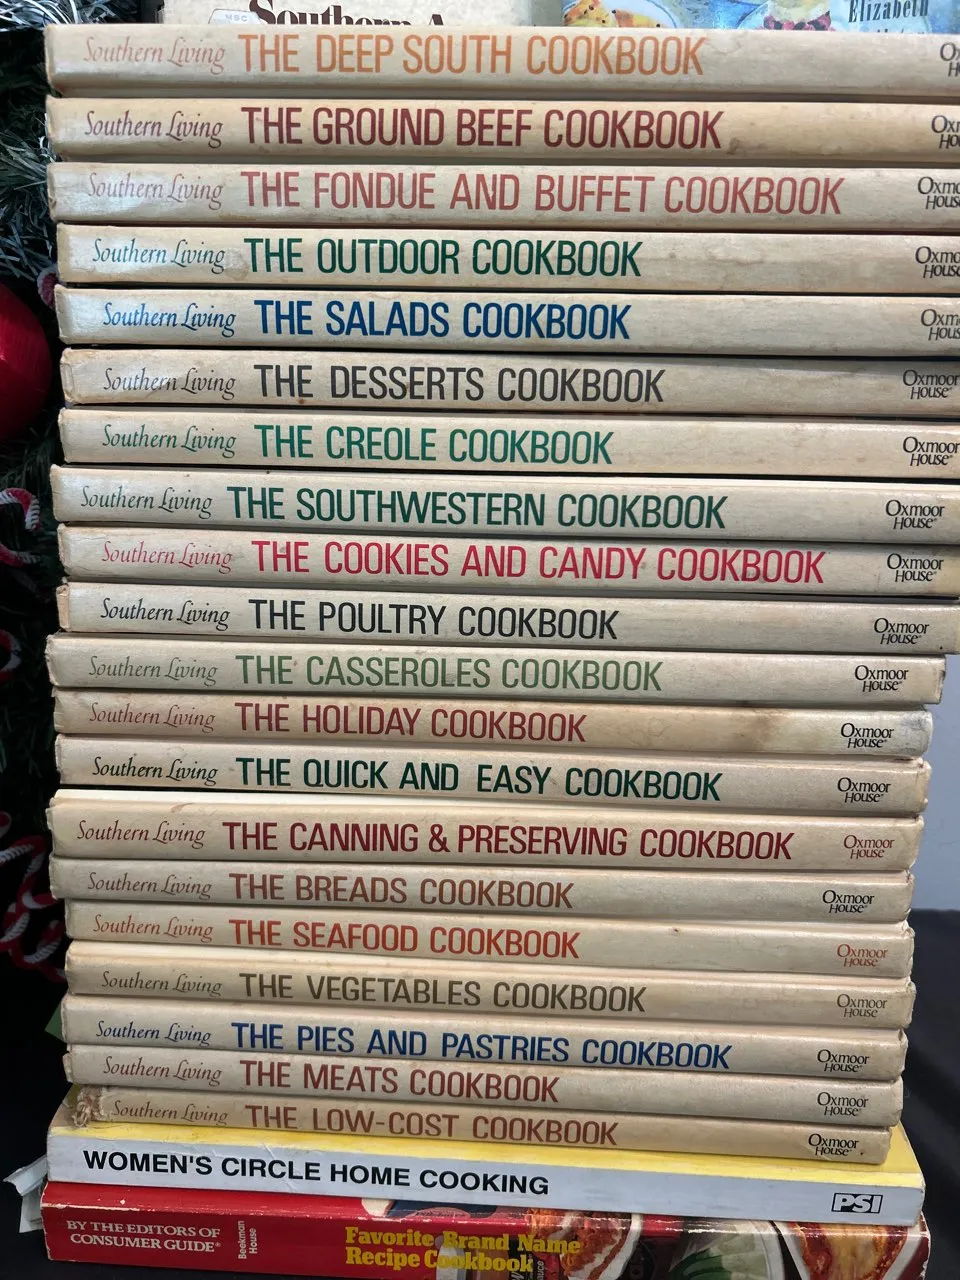 MSC
Southern A
Elizabeth
Southern Living THE DEEP SOUTH COOKBOOK
Southern Living THE GROUND BEEF COOKBOOK
Southern Living THE FONDUE AND BUFFET COOKBOOK
Southern Living THE OUTDOOR COOKBOOK Oxmoor House
Southern Living THE SALADS COOKBOOK
Southern Living THE DESSERTS COOKBOOK Oxmoor House
Southern Living THE CREOLE COOKBOOK Oxmoor House®
Southern Living THE SOUTHWESTERN COOKBOOK Oxmoor House®
Southern Living THE COOKIES AND CANDY COOKBOOK Oxmoor House®
Southern Living THE POULTRY COOKBOOK Oxmoor House®
Southern Living THE CASSEROLES COOKBOOK Oxmoor House®
Southern Living THE HOLIDAY COOKBOOK Oxmoor House®
Southern Living THE QUICK AND EASY COOKBOOK Oxmoor House®
Southern Living THE CANNING & PRESERVING COOKBOOK Oxmoor House®
Southern Living THE BREADS COOKBOOK Oxmoor House®
Southern Living THE SEAFOOD COOKBOOK Oxmoor House®
Southern Living THE VEGETABLES COOKBOOK Oxmoor House®
Southern Living THE PIES AND PASTRIES COOKBOOK Oxmoor House®
Southern Living THE MEATS COOKBOOK Oxmoor House®
Southern Living THE LOW-COST COOKBOOK Oxmoor House®
WOMEN'S CIRCLE HOME COOKING PSI
BY THE EDITORS OF
CONSUMER GUIDE®
Beekman
House
Favorite Brand Name
Recipe Cookbook